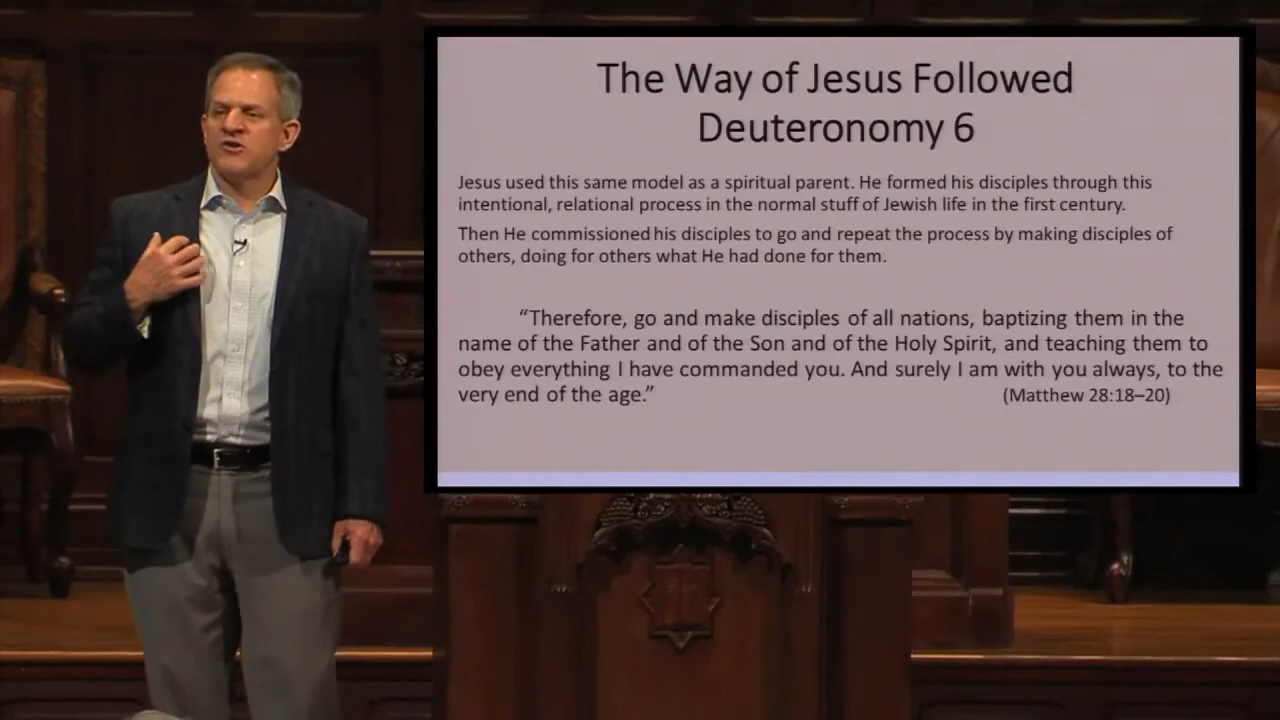 The Way of Jesus Followed
Deuteronomy 6
Jesus used this same model as a spiritual parent. He formed his disciples through this
intentional, relational process in the normal stuff of Jewish life in the first century.
Then He commissioned his disciples to go and repeat the process by making disciples of
others, doing for others what He had done for them.
“Therefore, go and make disciples of all nations, baptizing them in the
name of the Father and of the Son and of the Holy Spirit, and teaching them to
obey everything I have commanded you. And surely I am with you always, to the
very end of the age.” (Matthew 28:18–20)